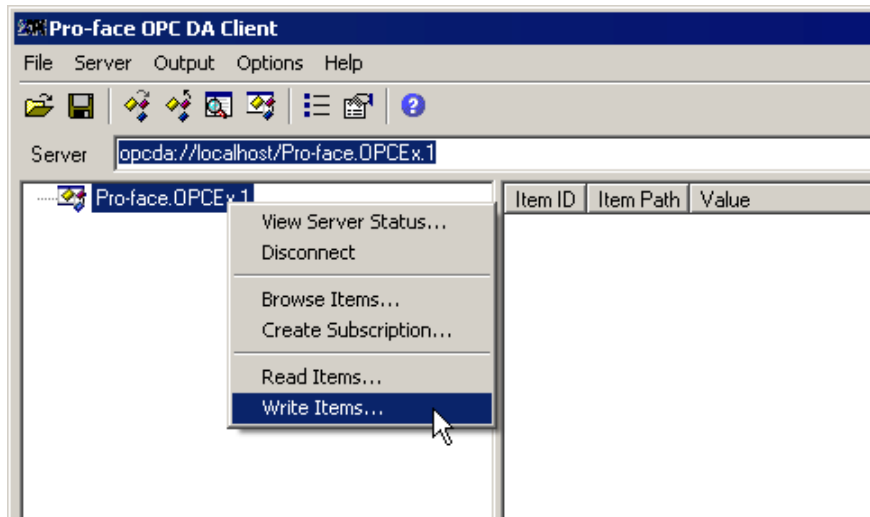 Pro-face OPC DA Client
File Server Output Options Help
Server opcda://localhost/Pro-face.OPCEx.1
Pro-face.OPCEx.1
Item ID Item Path Value
View Server Status...
Disconnect
Browse Items...
Create Subscription...
Read Items...
Write Items...